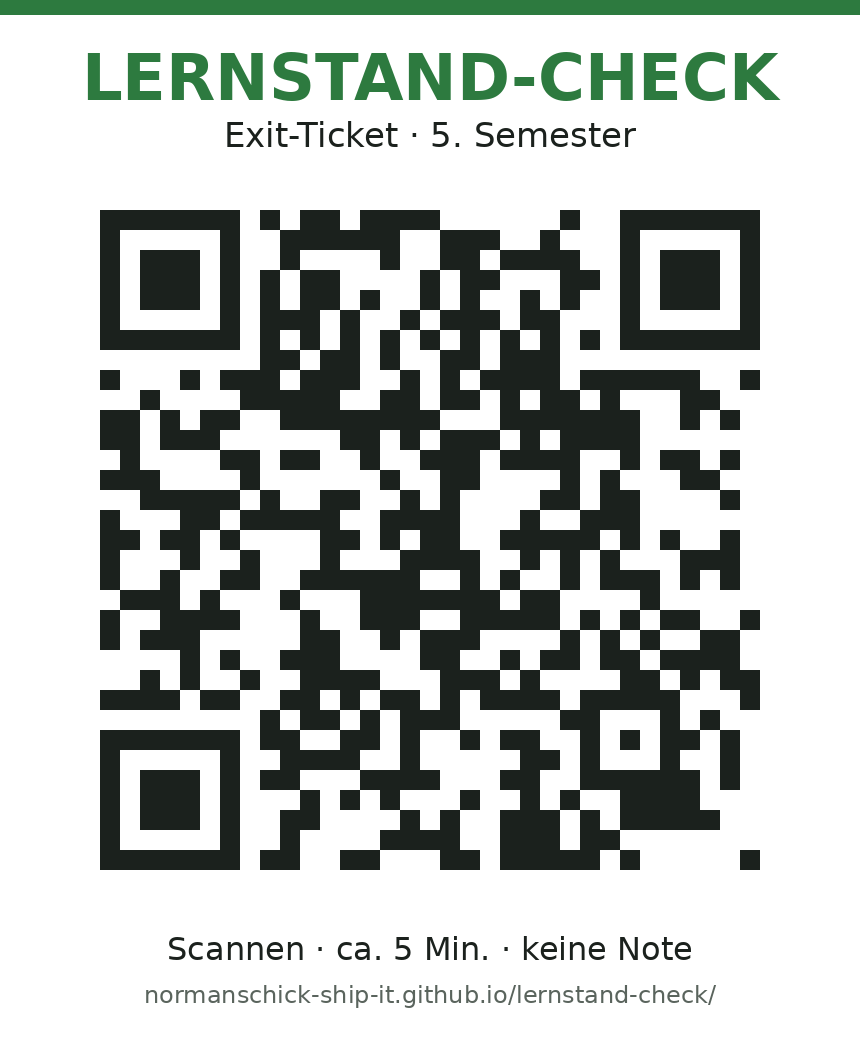 LERNSTAND-CHECK
Exit-Ticket · 5. Semester
Scannen · ca. 5 Min. · keine Note
normanschick-ship-it.github.io/lernstand-check/